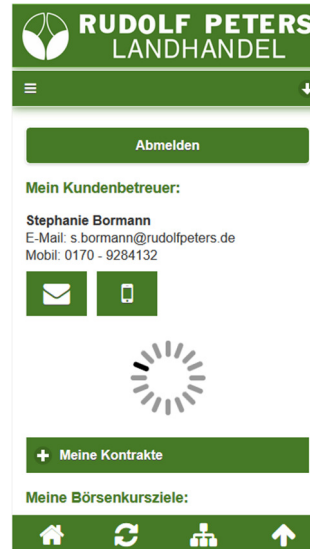 RUDOLF PETERS
LANDHANDEL
Abmelden
Mein Kundenbetreuer:
Stephanie Bormann
E-Mail: s.bormann@rudolfpeters.de
Mobil: 0170 - 9284132
Meine Kontrakte
Meine Börsenkursziele: